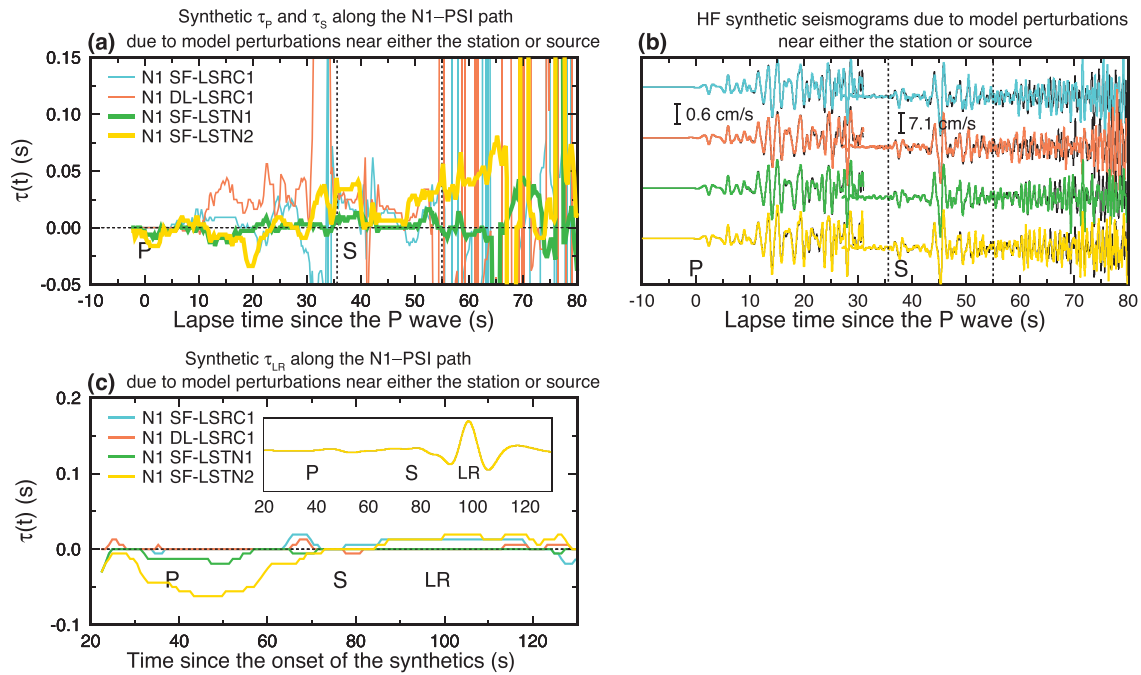 Synthetic τP and τS along the N1–PSI path
(a) due to model perturbations near either the station or source
0.15
0.10
0.05
0.00
-0.05
τ(t) (s)
N1 SF-LSRC1
N1 DL-LSRC1
N1 SF-LSTN1
N1 SF-LSTN2
P
S
-10 0 10 20 30 40 50 60 70 80
Lapse time since the P wave (s)
HF synthetic seismograms due to model perturbations
(b) near either the station or source
0.6 cm/s
7.1 cm/s
P
S
-10 0 10 20 30 40 50 60 70 80
Lapse time since the P wave (s)
Synthetic τLR along the N1–PSI path
(c) due to model perturbations near either the station or source
0.2
0.1
0.0
-0.1
τ(t) (s)
N1 SF-LSRC1
N1 DL-LSRC1
N1 SF-LSTN1
N1 SF-LSTN2
P S LR
20 40 60 80 100 120
P S LR
20 40 60 80 100 120
Time since the onset of the synthetics (s)